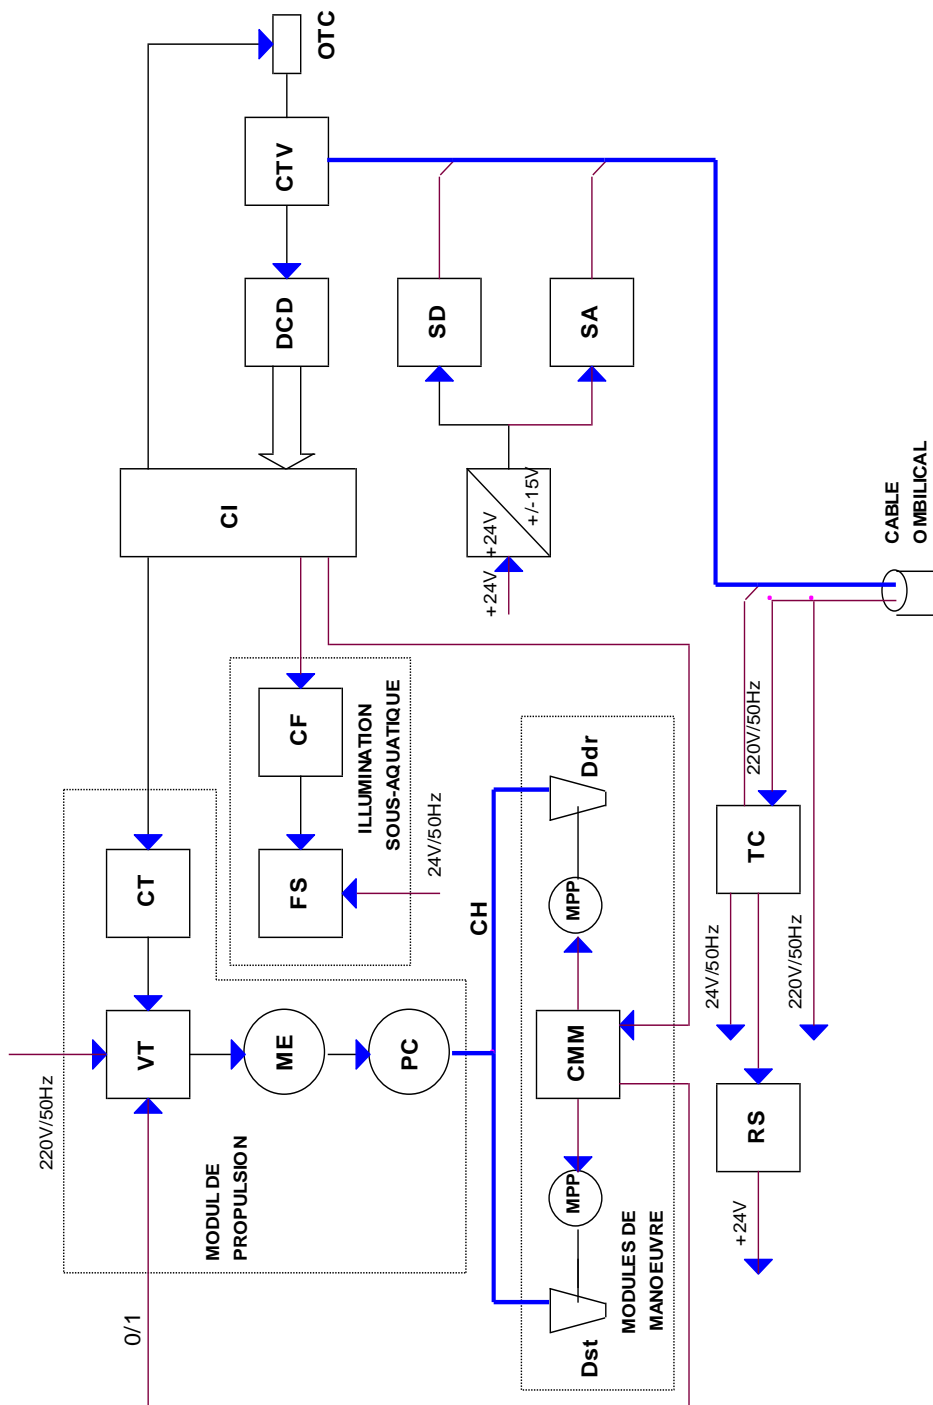 OTC
CTV
DCD
SD
SA
CI
+24V
+/-15V
+24V
CABLE
OMBILICAL
CF
FS
ILLUMINATION
SOUS-AQUATIQUE
24V/50Hz
CT
VT
ME
PC
220V/50Hz
MODUL DE
PROPULSION
0/1
CH
Ddr
MPP
CMM
MPP
Dst
MODULES DE
MANOEUVRE
220V/50Hz
TC
24V/50Hz
220V/50Hz
RS
+24V